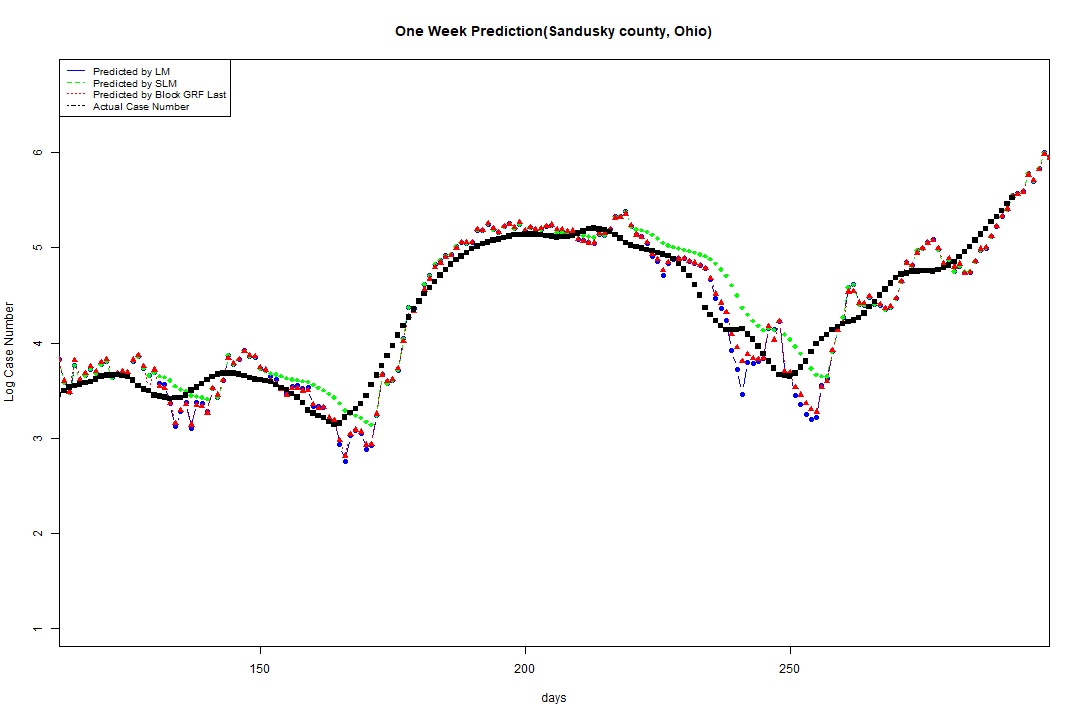 One Week Prediction(Sandusky county, Ohio)
Predicted by LM
Predicted by SLM
Predicted by Block GRF Last
Actual Case Number
6
5
4
3
2
1
Log Case Number
150 200 250
days